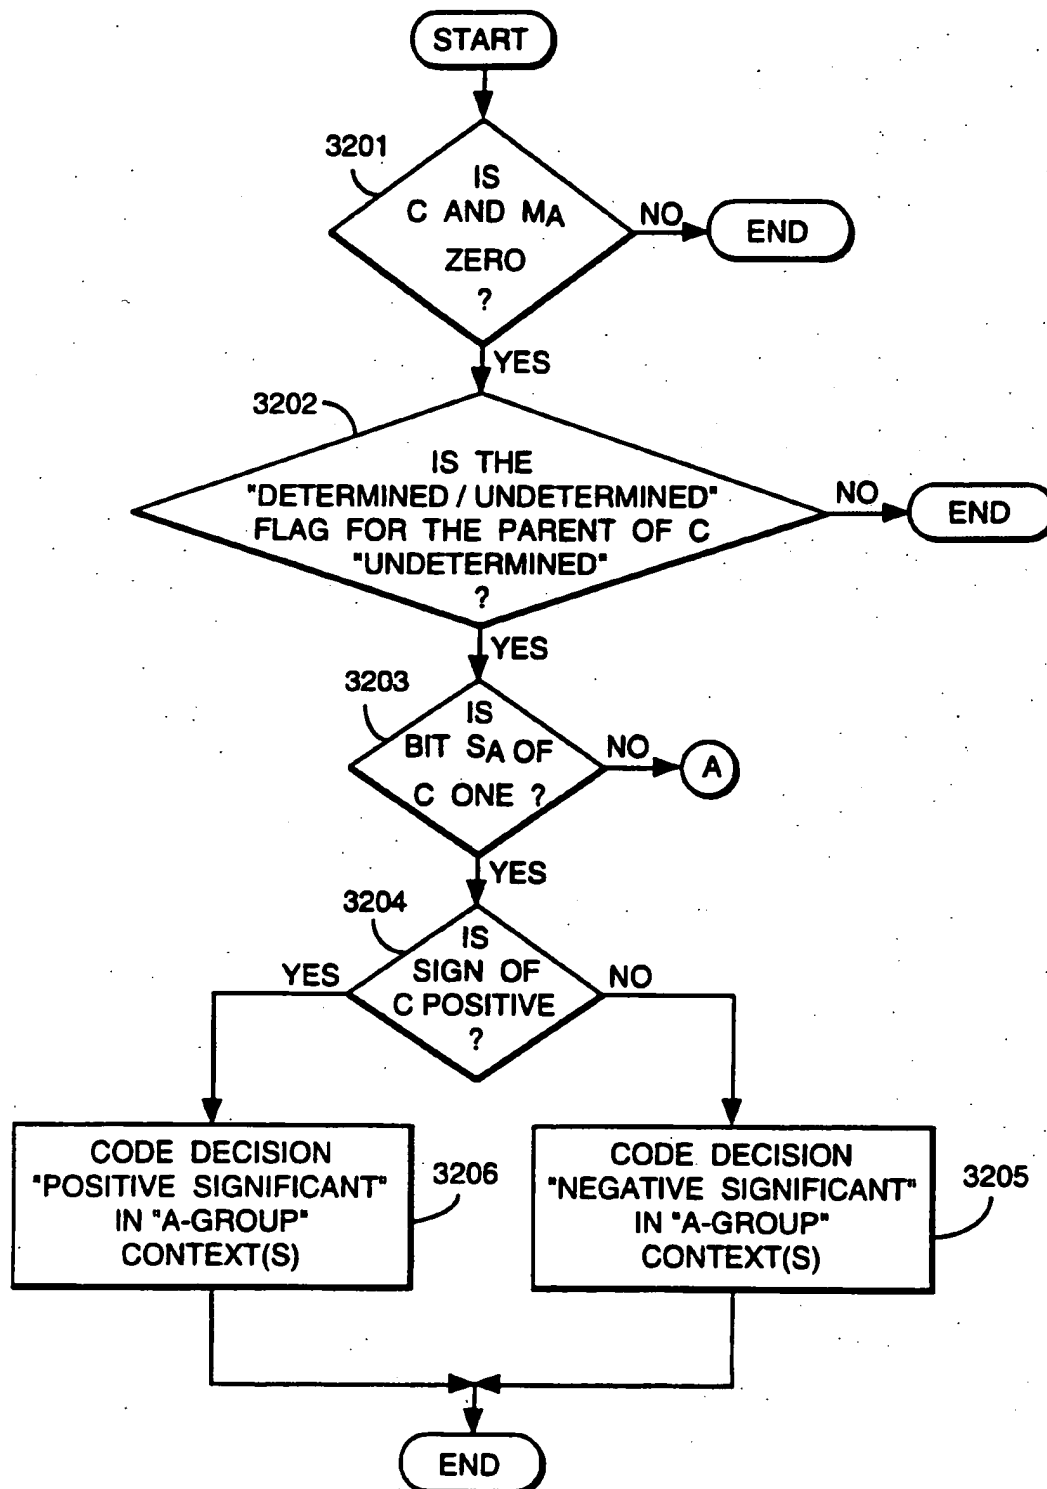 START
3201
IS
C AND MA
ZERO
?
NO
END
YES
3202
IS THE
"DETERMINED / UNDETERMINED"
FLAG FOR THE PARENT OF C
"UNDETERMINED"
?
NO
END
YES
3203
IS
BIT SA OF
C ONE ?
NO
A
YES
3204
IS
SIGN OF
C POSITIVE
?
YES
NO
CODE DECISION
"POSITIVE SIGNIFICANT"
IN "A-GROUP"
CONTEXT(S)
3206
CODE DECISION
"NEGATIVE SIGNIFICANT"
IN "A-GROUP"
CONTEXT(S)
3205
END